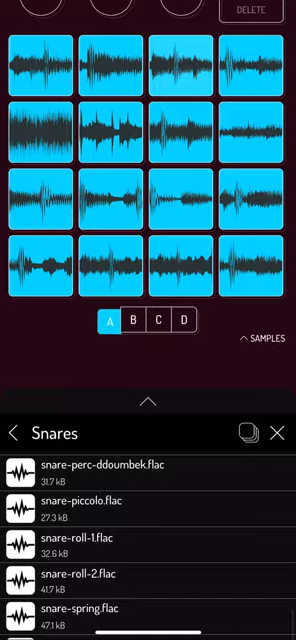 DELETE
A B C D
SAMPLES
Snares
snare-perc-ddoumbek.flac
31.7 kB
snare-piccolo.flac
27.3 kB
snare-roll-1.flac
32.6 kB
snare-roll-2.flac
41.7 kB
snare-spring.flac
47.1 kB